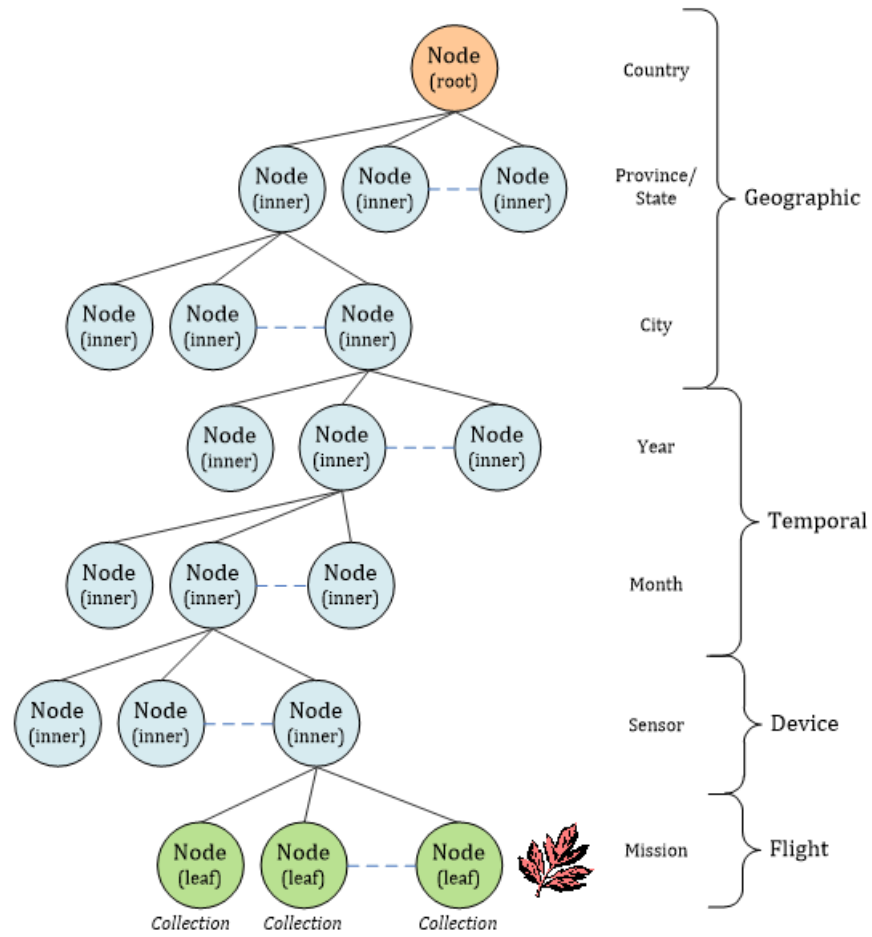 Node
(root)
Country
Node
(inner)
Node
(inner)
Node
(inner)
Province/
State
Geographic
Node
(inner)
Node
(inner)
Node
(inner)
City
Node
(inner)
Node
(inner)
Node
(inner)
Year
Temporal
Node
(inner)
Node
(inner)
Node
(inner)
Month
Node
(inner)
Node
(inner)
Node
(inner)
Sensor
Device
Node
(leaf)
Node
(leaf)
Node
(leaf)
Mission
Flight
Collection
Collection
Collection